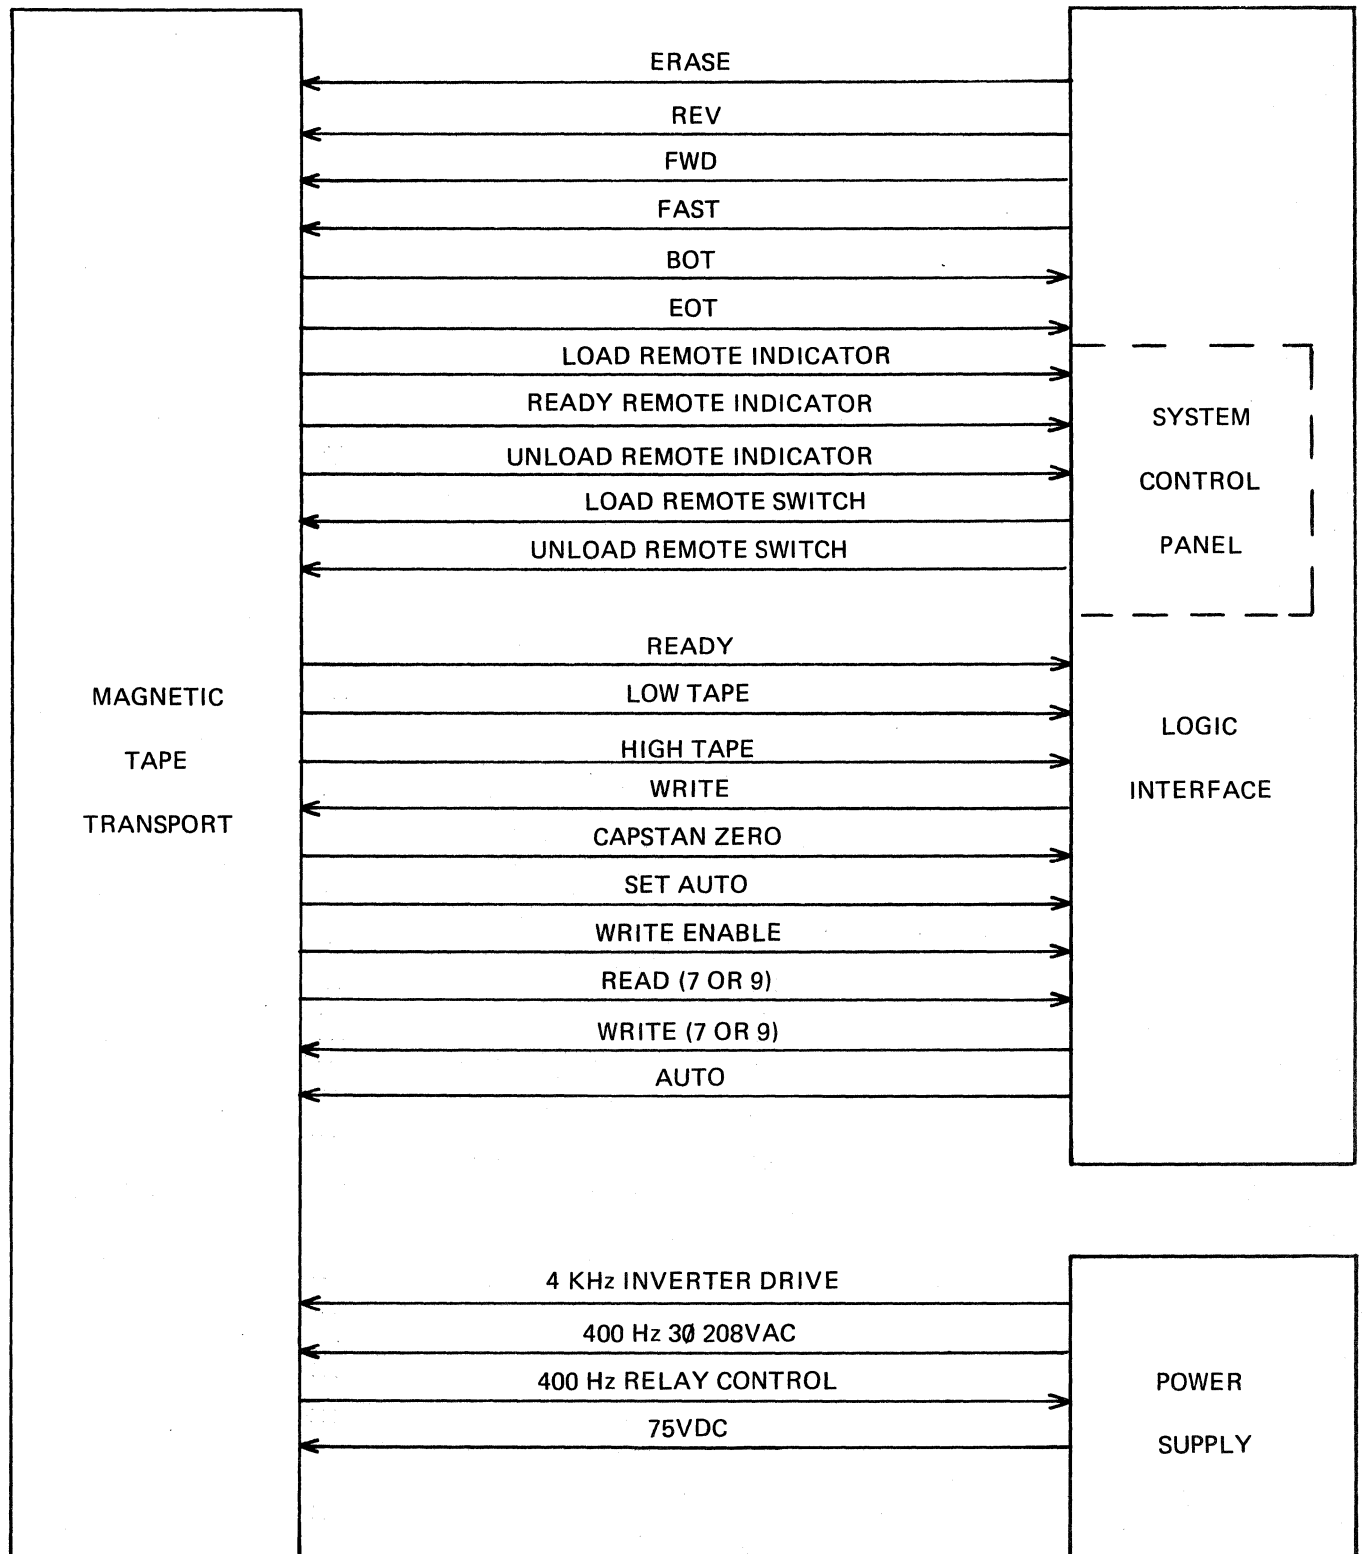 ERASE
REV
FWD
FAST
BOT
EOT
LOAD REMOTE INDICATOR
READY REMOTE INDICATOR
UNLOAD REMOTE INDICATOR
LOAD REMOTE SWITCH
UNLOAD REMOTE SWITCH
SYSTEM
CONTROL
PANEL
READY
LOW TAPE
HIGH TAPE
WRITE
CAPSTAN ZERO
SET AUTO
WRITE ENABLE
READ (7 OR 9)
WRITE (7 OR 9)
AUTO
MAGNETIC
TAPE
TRANSPORT
LOGIC
INTERFACE
4 KHz INVERTER DRIVE
400 Hz 3Ø 208VAC
400 Hz RELAY CONTROL
75VDC
POWER
SUPPLY